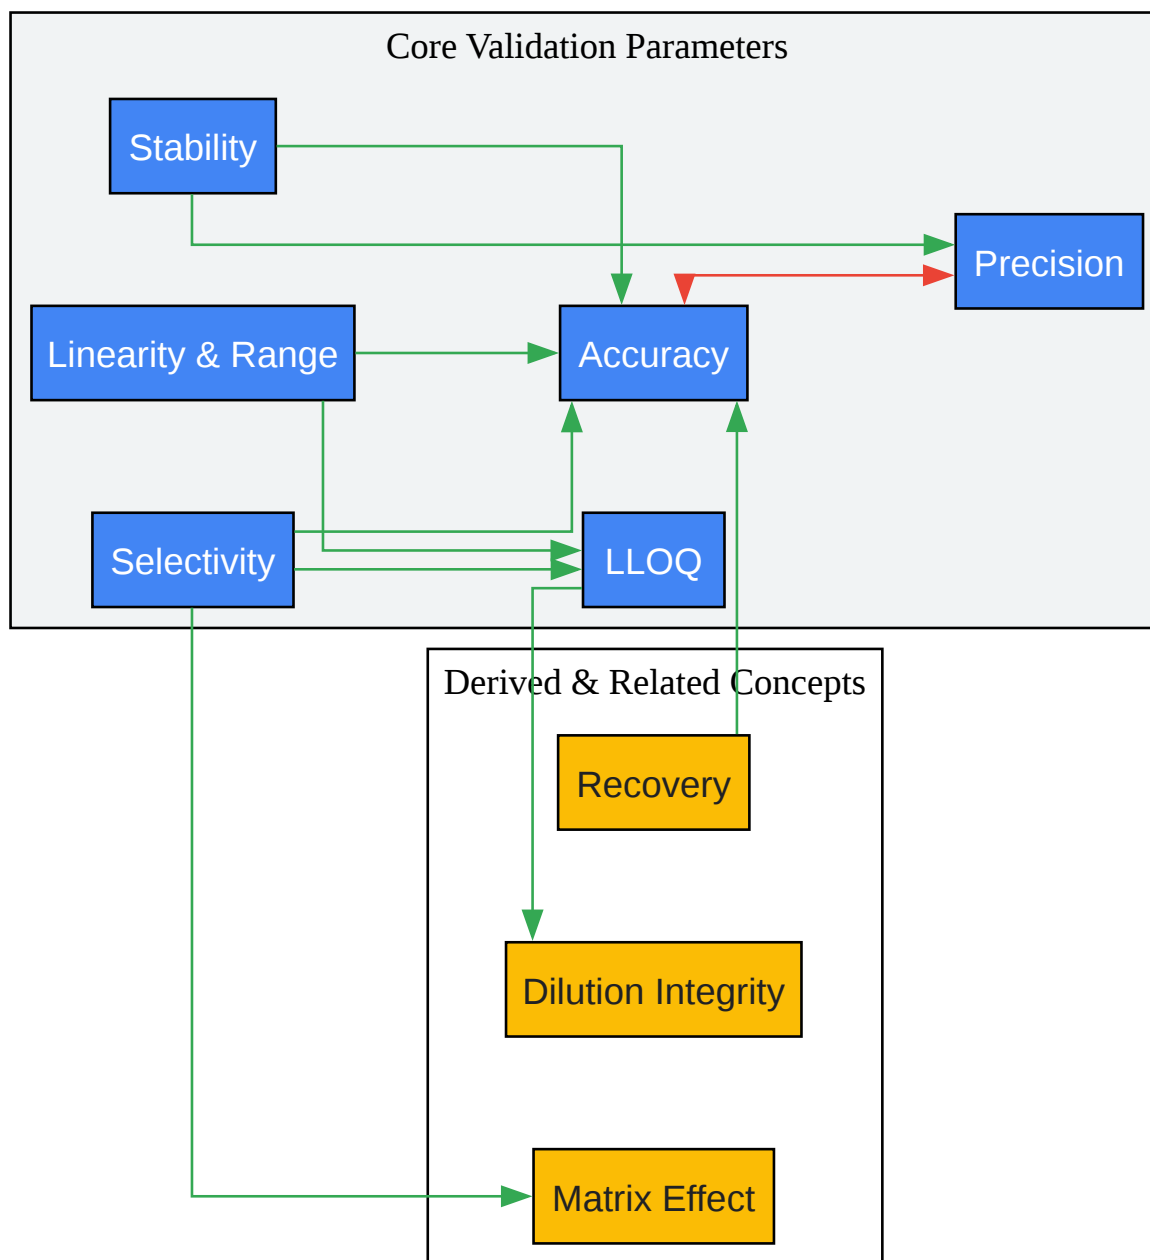 Core Validation Parameters
Stability
Precision
Linearity & Range
Accuracy
Selectivity
LLOQ
Derived & Related Concepts
Recovery
Dilution Integrity
Matrix Effect